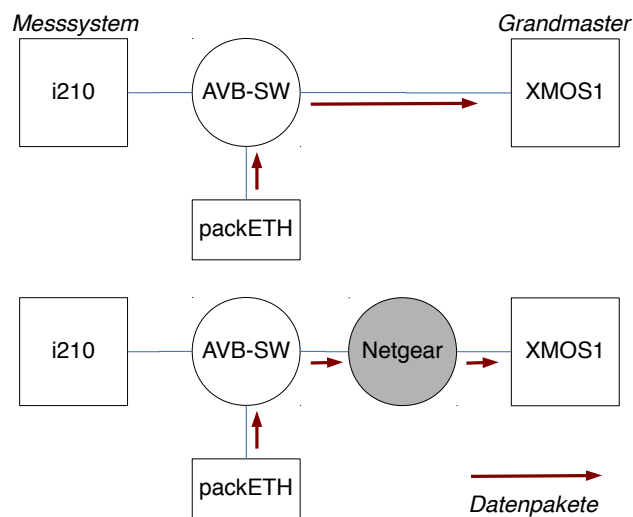 Messsystem
Grandmaster
i210
AVB-SW
XMOS1
packETH
i210
AVB-SW
Netgear
XMOS1
packETH
Datenpakete